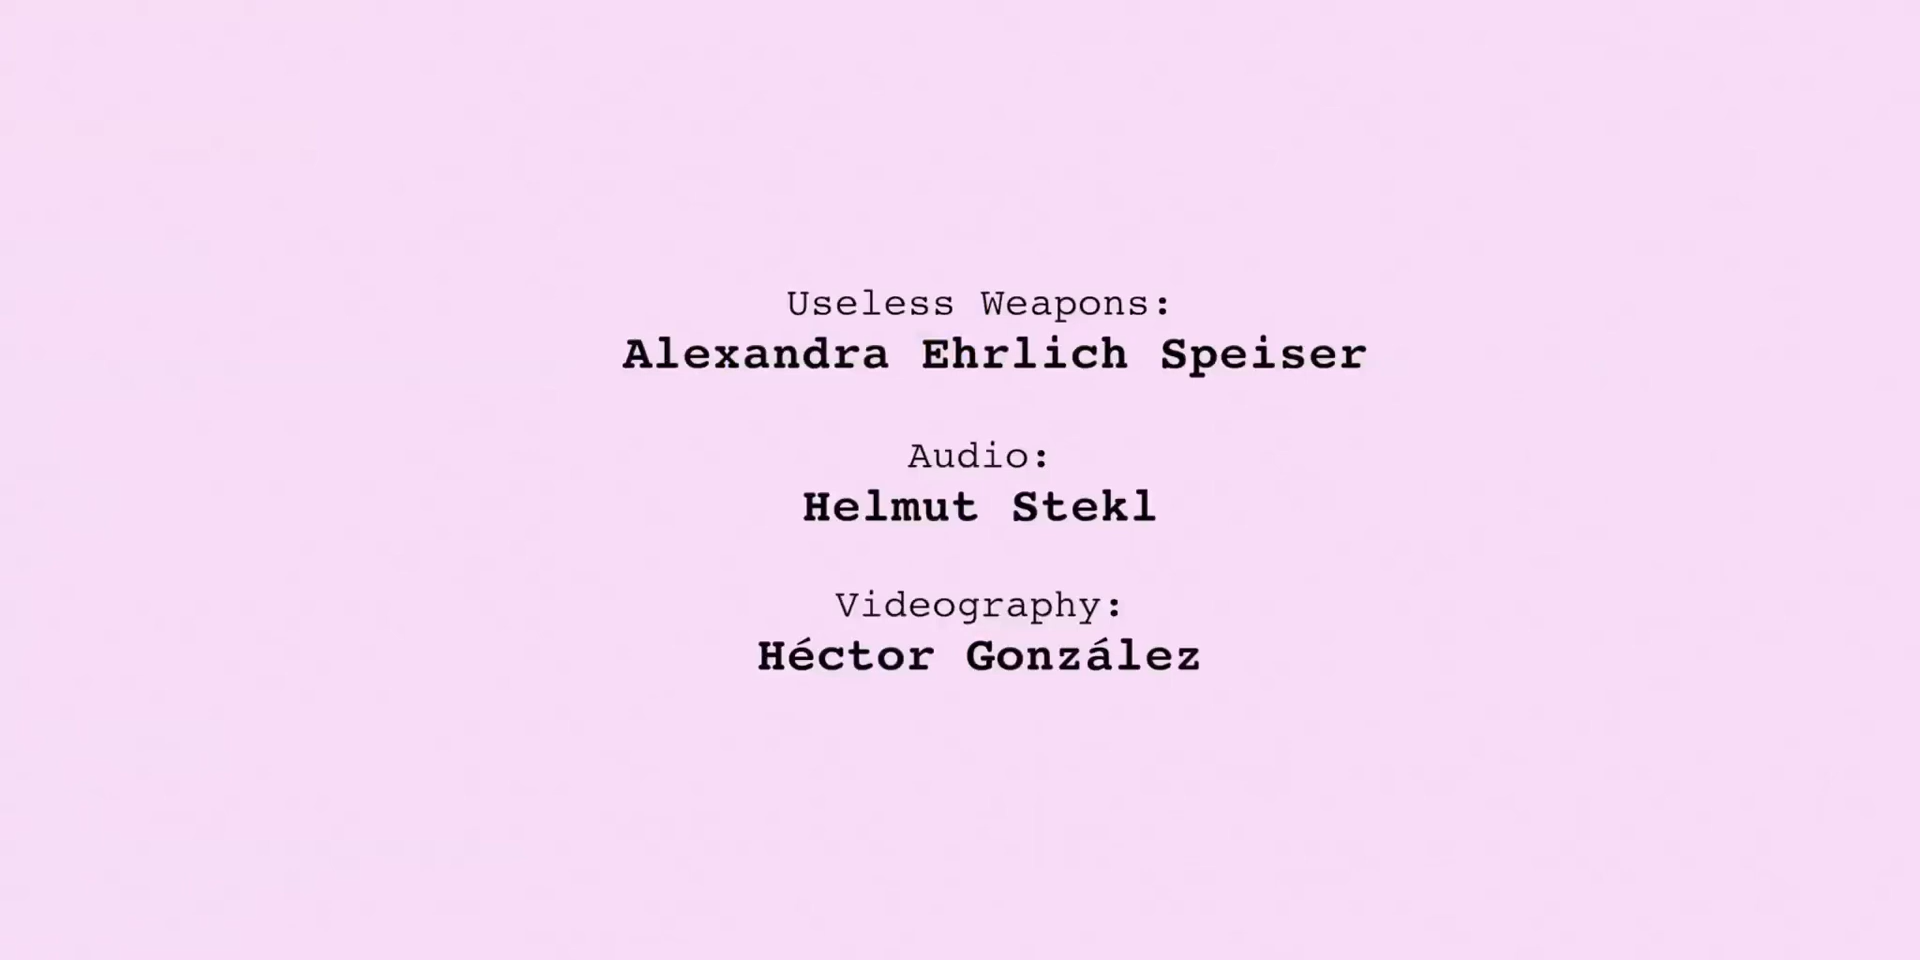 Useless Weapons:
Alexandra Ehrlich Speiser
Audio:
Helmut Stekl
Videography:
Héctor González